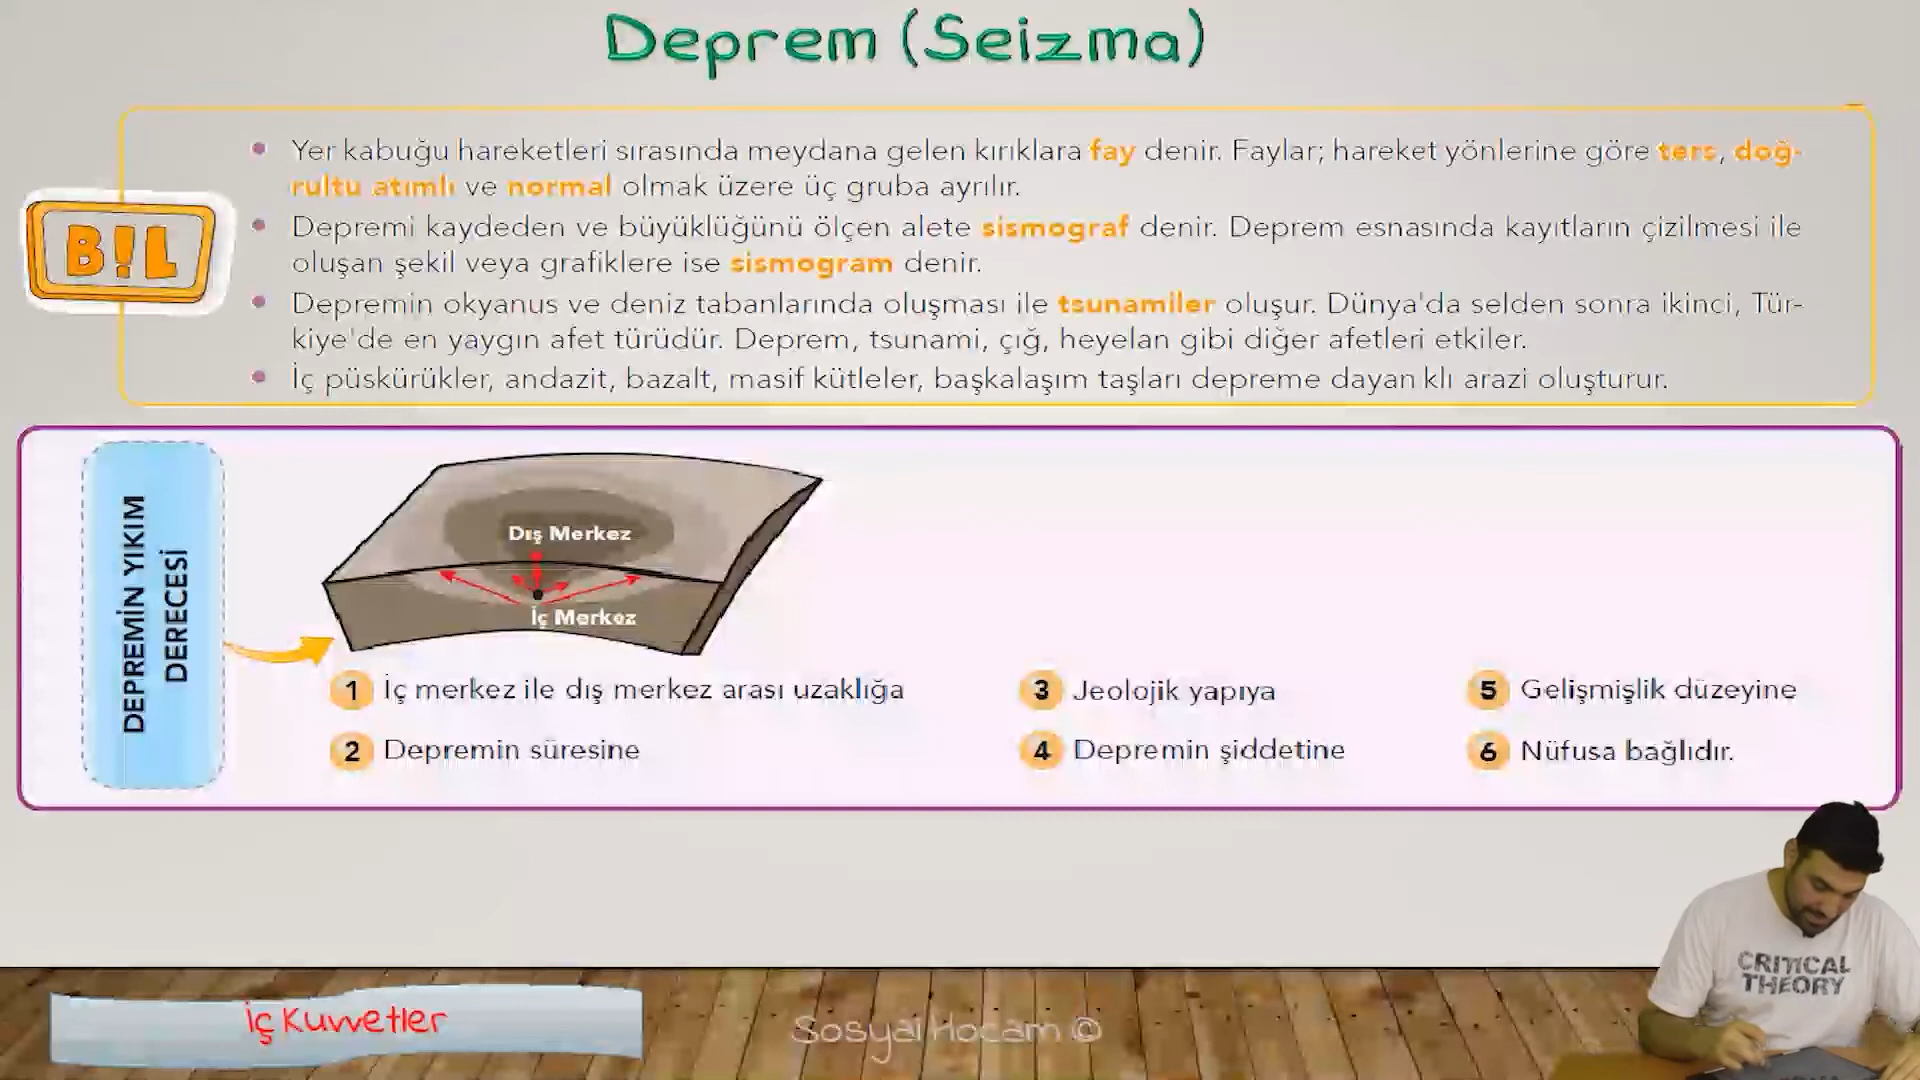 Deprem (Seizma)
B!L
• Yer kabuğu hareketleri sırasında meydana gelen kırıklara fay denir. Faylar; hareket yönlerine göre ters, doğ-
rultu atımlı ve normal olmak üzere üç gruba ayrılır.
• Depremi kaydeden ve büyüklüğünü ölçen alete sismograf denir. Deprem esnasında kayıtların çizilmesi ile
oluşan şekil veya grafiklere ise sismogram denir.
• Depremin okyanus ve deniz tabanlarında oluşması ile tsunamiler oluşur. Dünya'da selden sonra ikinci, Tür-
kiye'de en yaygın afet türüdür. Deprem, tsunami, çığ, heyelan gibi diğer afetleri etkiler.
• İç püskürükler, andazit, bazalt, masif kütleler, başkalaşım taşları depreme dayanıklı arazi oluşturur.
DEPREMİN YIKIM
DERECESİ
Dış Merkez
İç Merkez
1 İç merkez ile dış merkez arası uzaklığa
2 Depremin süresine
3 Jeolojik yapıya
4 Depremin şiddetine
5 Gelişmişlik düzeyine
6 Nüfusa bağlıdır.
CRITICAL
THEORY
İç Kuvvetler
Sosyal Hocam ©